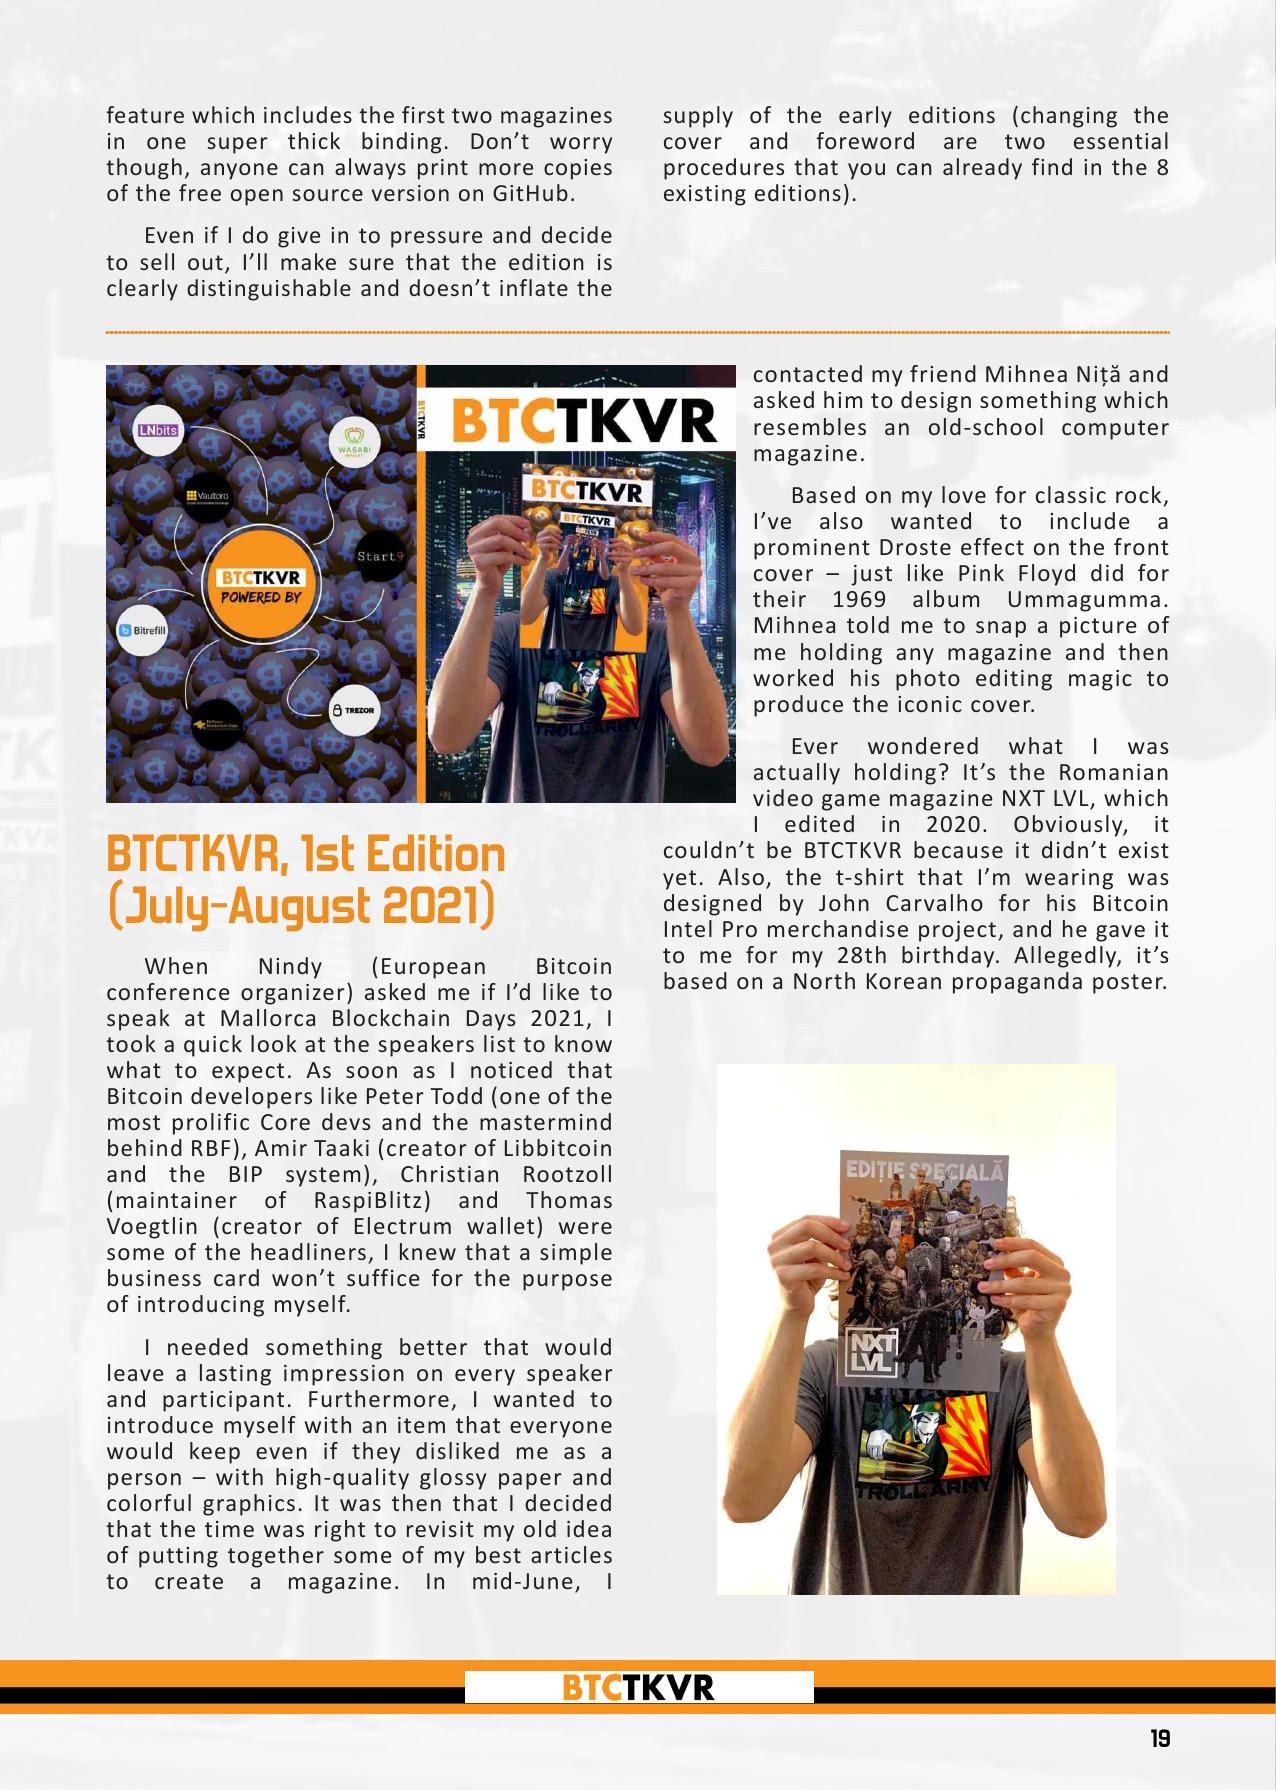 feature which includes the first two magazines
in one super thick binding. Don’t worry
though, anyone can always print more copies
of the free open source version on GitHub.
Even if I do give in to pressure and decide
to sell out, I’ll make sure that the edition is
clearly distinguishable and doesn’t inflate the
supply of the early editions (changing the
cover and foreword are two essential
procedures that you can already find in the 8
existing editions).
LNbits
WASABI
WALLET
Vaultoro
Start9
BTCTKVR
POWERED BY
Bitrefill
TREZOR
Mallorca
Blockchain Days
BTCTKVR
BTCTKVR
BTCTKVR
BTCTKVR
TROLL ARMY
BTCTKVR, 1st Edition
(July-August 2021)
When Nindy (European Bitcoin
conference organizer) asked me if I’d like to
speak at Mallorca Blockchain Days 2021, I
took a quick look at the speakers list to know
what to expect. As soon as I noticed that
Bitcoin developers like Peter Todd (one of the
most prolific Core devs and the mastermind
behind RBF), Amir Taaki (creator of Libbitcoin
and the BIP system), Christian Rootzoll
(maintainer of RaspiBlitz) and Thomas
Voegtlin (creator of Electrum wallet) were
some of the headliners, I knew that a simple
business card won’t suffice for the purpose
of introducing myself.
I needed something better that would
leave a lasting impression on every speaker
and participant. Furthermore, I wanted to
introduce myself with an item that everyone
would keep even if they disliked me as a
person – with high-quality glossy paper and
colorful graphics. It was then that I decided
that the time was right to revisit my old idea
of putting together some of my best articles
to create a magazine. In mid-June, I
contacted my friend Mihnea Niță and
asked him to design something which
resembles an old-school computer
magazine.
Based on my love for classic rock,
I’ve also wanted to include a
prominent Droste effect on the front
cover – just like Pink Floyd did for
their 1969 album Ummagumma.
Mihnea told me to snap a picture of
me holding any magazine and then
worked his photo editing magic to
produce the iconic cover.
Ever wondered what I was
actually holding? It’s the Romanian
video game magazine NXT LVL, which
I edited in 2020. Obviously, it
couldn’t be BTCTKVR because it didn’t exist
yet. Also, the t-shirt that I’m wearing was
designed by John Carvalho for his Bitcoin
Intel Pro merchandise project, and he gave it
to me for my 28th birthday. Allegedly, it’s
based on a North Korean propaganda poster.
EDIȚIE SPECIALĂ
NXT
LVL
TROLL ARMY
BTCTKVR
19